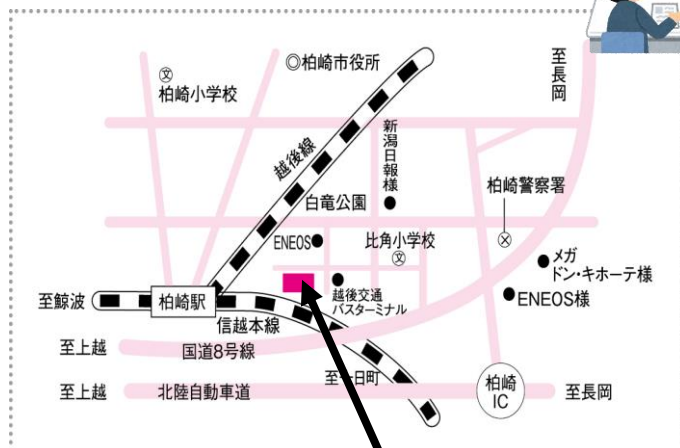 文
柏崎小学校
◎柏崎市役所
至長岡
越後線
新潟日報様
白竜公園
柏崎警察署
ENEOS
比角小学校
文
メガ
ドン・キホーテ様
ENEOS様
至鯨波
柏崎駅
越後交通
バスターミナル
信越本線
至上越
国道8号線
至十日町
至上越
北陸自動車道
柏崎
IC
至長岡